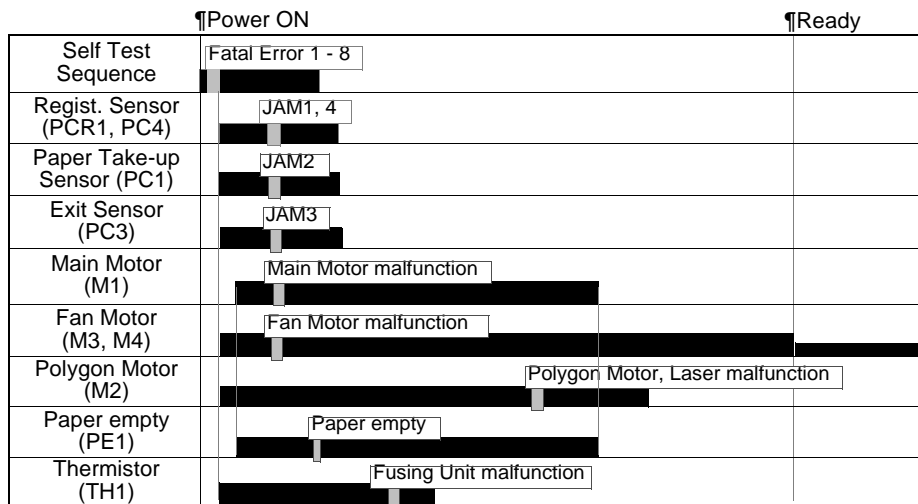 ¶Power ON ¶Ready
Self Test
Sequence
Fatal Error 1 - 8
Regist. Sensor
(PCR1, PC4)
JAM1, 4
Paper Take-up
Sensor (PC1)
JAM2
Exit Sensor
(PC3)
JAM3
Main Motor
(M1)
Main Motor malfunction
Fan Motor
(M3, M4)
Fan Motor malfunction
Polygon Motor
(M2)
Polygon Motor, Laser malfunction
Paper empty
(PE1)
Paper empty
Thermistor
(TH1)
Fusing Unit malfunction